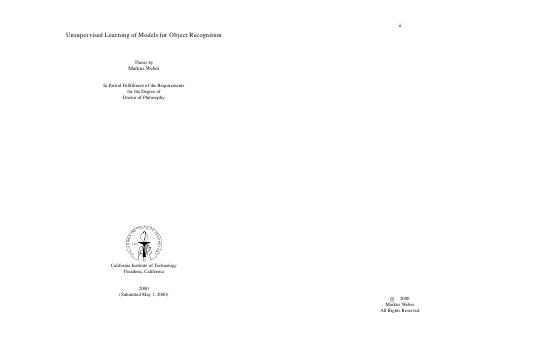 Unsupervised Learning of Models for Object Recognition
Thesis by
Markus Weber
In Partial Fulfillment of the Requirements
for the Degree of
Doctor of Philosophy
California Institute of Technology
Pasadena, California
2000
(Submitted May 1, 2000)
ii
© 2000
Markus Weber
All Rights Reserved